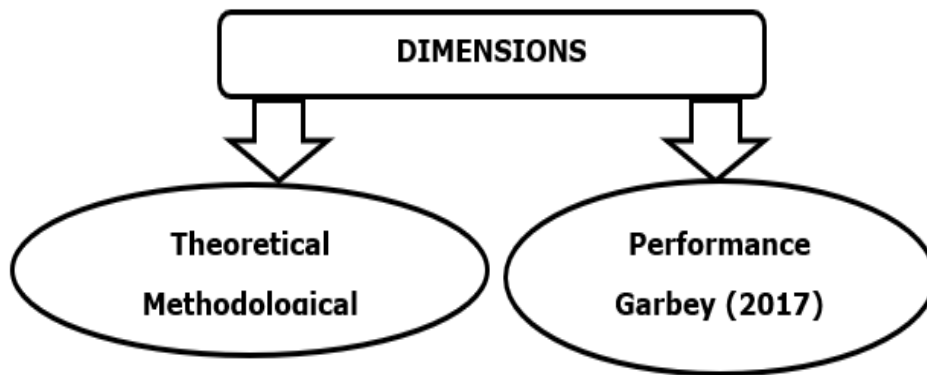 DIMENSIONS
Theoretical
Methodological
Performance
Garbey (2017)